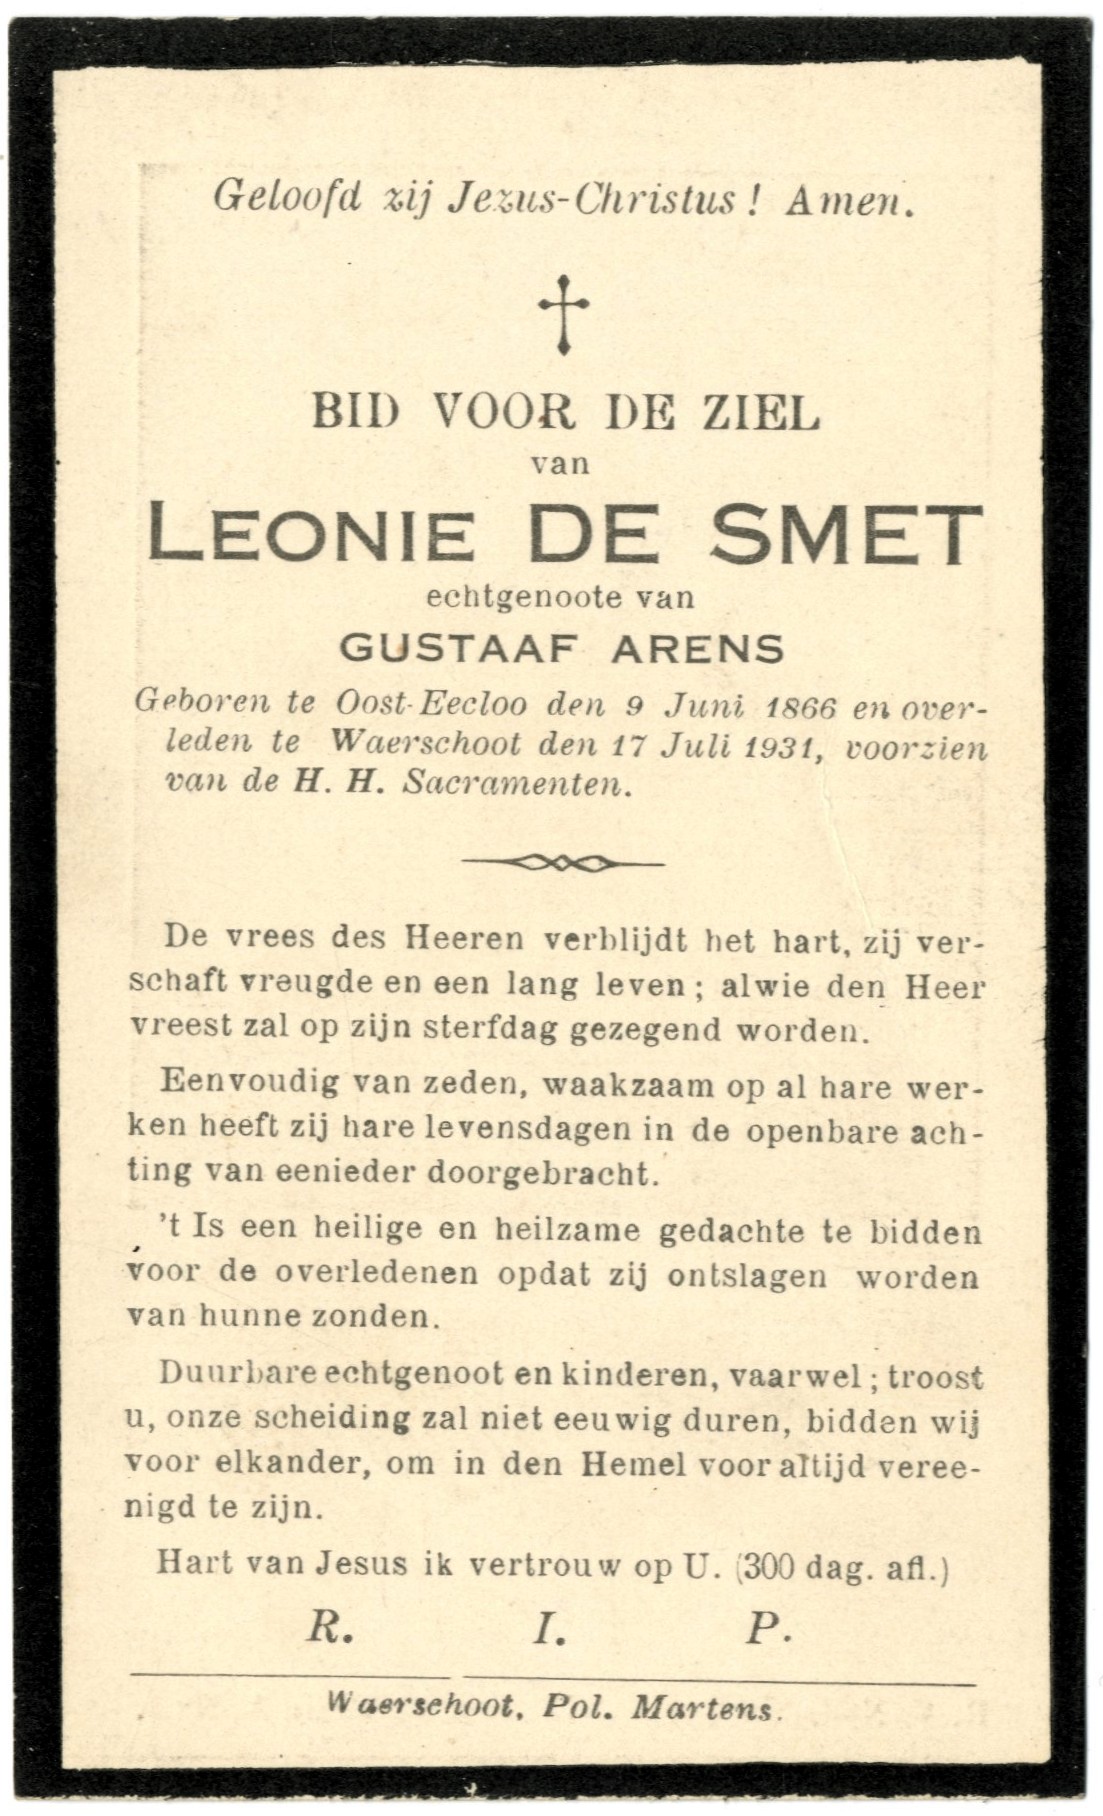 Geloofd zij Jezus-Christus! Amen.
BID VOOR DE ZIEL
van
LEONIE DE SMET
echtgenoote van
GUSTAAF ARENS
Geboren te Oost-Eecloo den 9 Juni 1866 en over-
leden te Waerschoot den 17 Juli 1931, voorzien
van de H. H. Sacramenten.
De vrees des Heeren verblijdt het hart, zij ver-
schaft vreugde en een lang leven; alwie den Heer
vreest zal op zijn sterfdag gezegend worden.
Eenvoudig van zeden, waakzaam op al hare wer-
ken heeft zij hare levensdagen in de openbare ach-
ting van eenieder doorgebracht.
't Is een heilige en heilzame gedachte te bidden
voor de overledenen opdat zij ontslagen worden
van hunne zonden.
Duurbare echtgenoot en kinderen, vaarwel; troost
u, onze scheiding zal niet eeuwig duren, bidden wij
voor elkander, om in den Hemel voor altijd veree-
nigd te zijn.
Hart van Jesus ik vertrouw op U. (300 dag. afl.)
R. I. P.
Waerschoot, Pol. Martens.